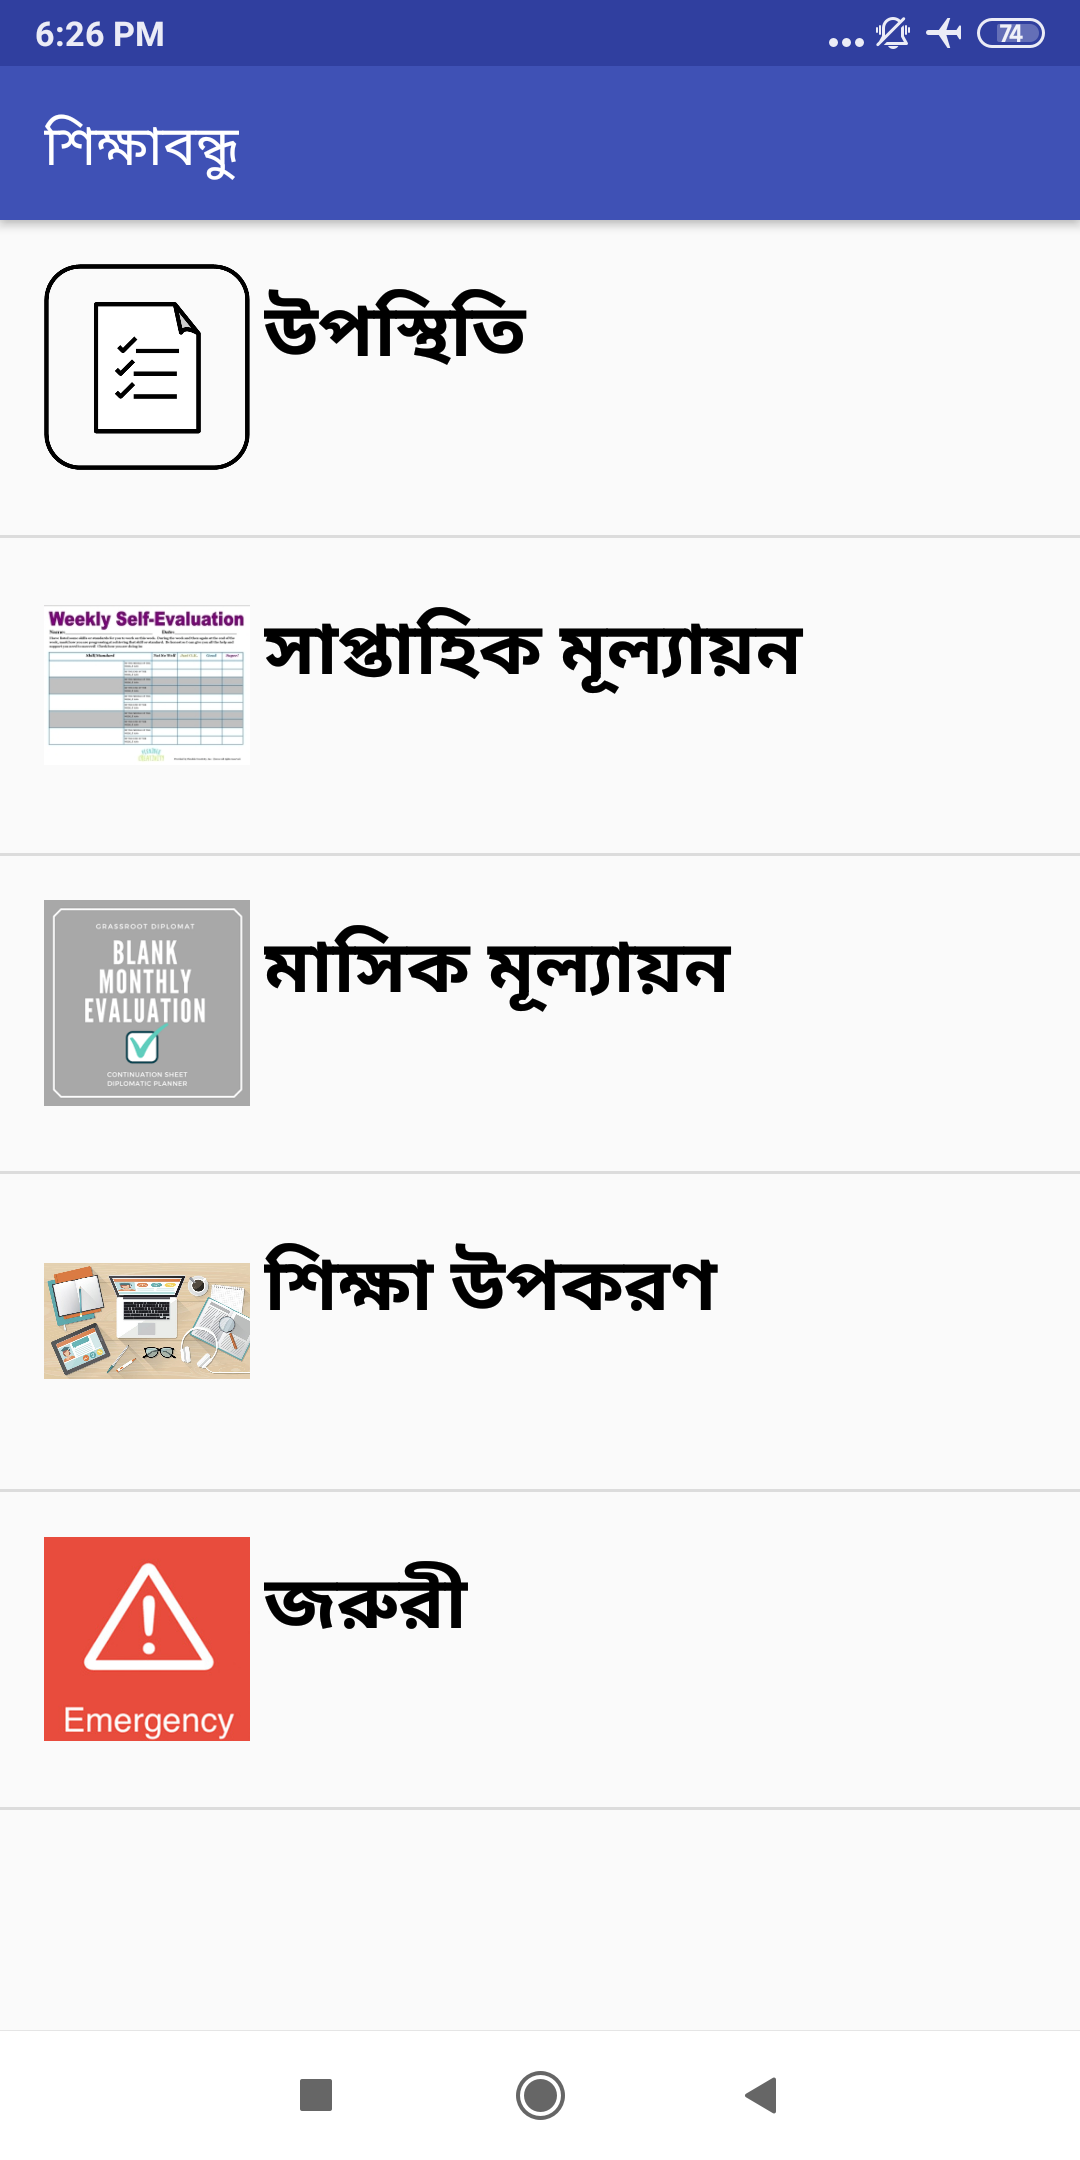 6:26 PM
74
শিক্ষাবন্ধু
উপস্থিতি
Weekly Self-Evaluation
সাপ্তাহিক মূল্যায়ন
GRASSROOT DIPLOMAT
BLANK
MONTHLY
EVALUATION
CONTINUATION SHEET
DIPLOMATIC PLANNER
মাসিক মূল্যায়ন
শিক্ষা উপকরণ
Emergency
জরুরী